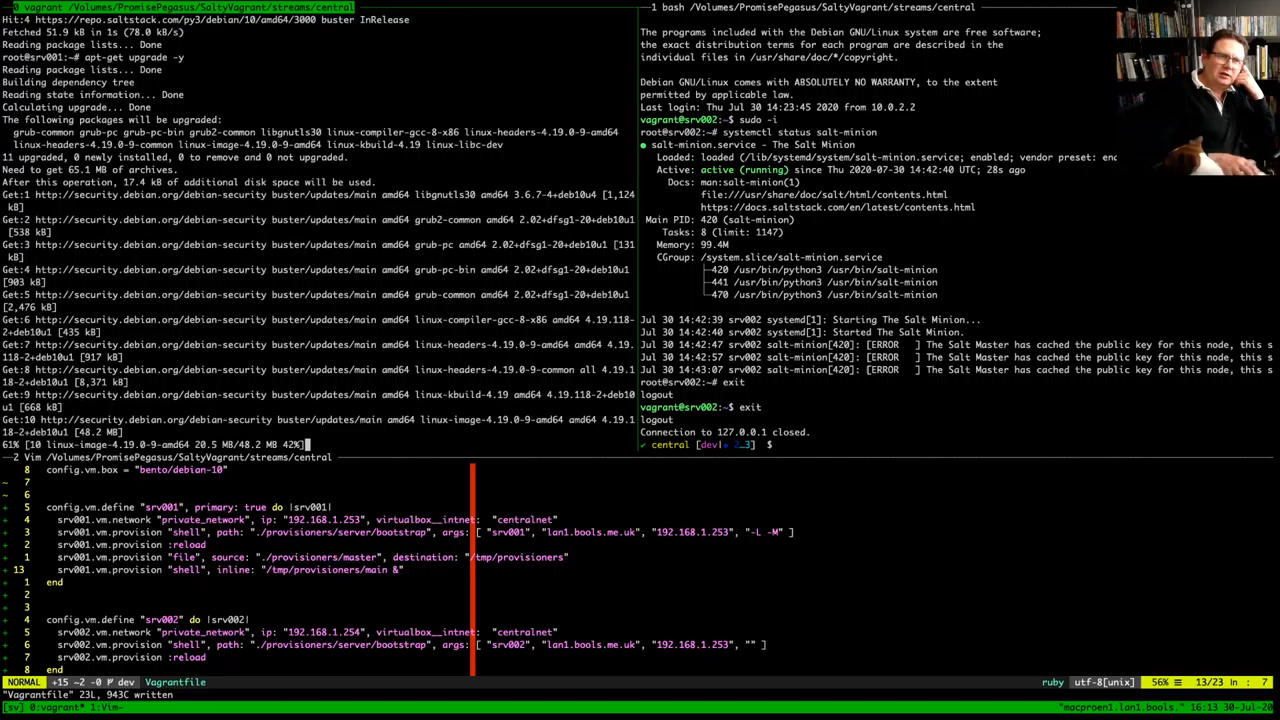 0 vagrant /Volumes/PromisePegasus/SaltyVagrant/streams/central
Hit:4 https://repo.saltstack.com/py3/debian/10/amd64/3000 buster InRelease
Fetched 51.9 kB in 1s (78.0 kB/s)
Reading package lists... Done
root@srv001:~# apt-get upgrade -y
Reading package lists... Done
Building dependency tree
Reading state information... Done
Calculating upgrade... Done
The following packages will be upgraded:
  grub-common grub-pc grub-pc-bin grub2-common libgnutls30 linux-compiler-gcc-8-x86 linux-headers-4.19.0-9-amd64
  linux-headers-4.19.0-9-common linux-image-4.19.0-9-amd64 linux-kbuild-4.19 linux-libc-dev
11 upgraded, 0 newly installed, 0 to remove and 0 not upgraded.
Need to get 65.1 MB of archives.
After this operation, 17.4 kB of additional disk space will be used.
Get:1 http://security.debian.org/debian-security buster/updates/main amd64 libgnutls30 amd64 3.6.7-4+deb10u4 [1,124
kB]
Get:2 http://security.debian.org/debian-security buster/updates/main amd64 grub2-common amd64 2.02+dfsg1-20+deb10u1
[538 kB]
Get:3 http://security.debian.org/debian-security buster/updates/main amd64 grub-pc amd64 2.02+dfsg1-20+deb10u1 [131
kB]
Get:4 http://security.debian.org/debian-security buster/updates/main amd64 grub-pc-bin amd64 2.02+dfsg1-20+deb10u1
[903 kB]
Get:5 http://security.debian.org/debian-security buster/updates/main amd64 grub-common amd64 2.02+dfsg1-20+deb10u1
[2,476 kB]
Get:6 http://security.debian.org/debian-security buster/updates/main amd64 linux-compiler-gcc-8-x86 amd64 4.19.118-
2+deb10u1 [435 kB]
Get:7 http://security.debian.org/debian-security buster/updates/main amd64 linux-headers-4.19.0-9-amd64 amd64 4.19.
118-2+deb10u1 [917 kB]
Get:8 http://security.debian.org/debian-security buster/updates/main amd64 linux-headers-4.19.0-9-common all 4.19.1
18-2+deb10u1 [8,371 kB]
Get:9 http://security.debian.org/debian-security buster/updates/main amd64 linux-kbuild-4.19 amd64 4.19.118-2+deb10
u1 [668 kB]
Get:10 http://security.debian.org/debian-security buster/updates/main amd64 linux-image-4.19.0-9-amd64 amd64 4.19.1
18-2+deb10u1 [48.2 MB]
61% [10 linux-image-4.19.0-9-amd64 20.5 MB/48.2 MB 42%]
1 bash /Volumes/PromisePegasus/SaltyVagrant/streams/central
The programs included with the Debian GNU/Linux system are free software;
the exact distribution terms for each program are described in the
individual files in /usr/share/doc/*/copyright.
Debian GNU/Linux comes with ABSOLUTELY NO WARRANTY, to the extent
permitted by applicable law.
Last login: Thu Jul 30 14:23:45 2020 from 10.0.2.2
vagrant@srv002:~$ sudo -i
root@srv002:~# systemctl status salt-minion
● salt-minion.service - The Salt Minion
   Loaded: loaded (/lib/systemd/system/salt-minion.service; enabled; vendor preset: ena
   Active: active (running) since Thu 2020-07-30 14:42:40 UTC; 28s ago
     Docs: man:salt-minion(1)
           file:///usr/share/doc/salt/html/contents.html
           https://docs.saltstack.com/en/latest/contents.html
 Main PID: 420 (salt-minion)
    Tasks: 8 (limit: 1147)
   Memory: 99.4M
   CGroup: /system.slice/salt-minion.service
           ├─420 /usr/bin/python3 /usr/bin/salt-minion
           ├─441 /usr/bin/python3 /usr/bin/salt-minion
           └─470 /usr/bin/python3 /usr/bin/salt-minion
Jul 30 14:42:39 srv002 systemd[1]: Starting The Salt Minion...
Jul 30 14:42:40 srv002 systemd[1]: Started The Salt Minion.
Jul 30 14:42:47 srv002 salt-minion[420]: [ERROR   ] The Salt Master has cached the public key for this node, this s
Jul 30 14:42:57 srv002 salt-minion[420]: [ERROR   ] The Salt Master has cached the public key for this node, this s
Jul 30 14:43:07 srv002 salt-minion[420]: [ERROR   ] The Salt Master has cached the public key for this node, this s
root@srv002:~# exit
logout
vagrant@srv002:~$ exit
logout
Connection to 127.0.0.1 closed.
✔ central [dev|✚ 2…3]  $
2 Vim /Volumes/PromisePegasus/SaltyVagrant/streams/central
8   config.vm.box = "bento/debian-10"
~ 7
~ 6
+ 5   config.vm.define "srv001", primary: true do |srv001|
+ 4     srv001.vm.network "private_network", ip: "192.168.1.253", virtualbox__intnet: "centralnet"
+ 3     srv001.vm.provision "shell", path: "./provisioners/server/bootstrap", args: [ "srv001", "lan1.bools.me.uk", "192.168.1.253", "-L -M" ]
+ 2     srv001.vm.provision :reload
+ 1     srv001.vm.provision "file", source: "./provisioners/master", destination: "/tmp/provisioners"
+ 13    srv001.vm.provision "shell", inline: "/tmp/provisioners/main &"
+ 1   end
+ 2
+ 3
+ 4   config.vm.define "srv002" do |srv002|
+ 5     srv002.vm.network "private_network", ip: "192.168.1.254", virtualbox__intnet: "centralnet"
+ 6     srv002.vm.provision "shell", path: "./provisioners/server/bootstrap", args: [ "srv002", "lan1.bools.me.uk", "192.168.1.253", "" ]
+ 7     srv002.vm.provision :reload
+ 8   end
NORMAL  +15 ~2 -0 dev  Vagrantfile  ruby  utf-8[unix]  56% ☰ 13/23 ln : 7
"Vagrantfile" 23L, 943C written
[sv] 0:vagrant* 1:Vim-  "macproen1.lan1.bools." 16:13 30-Jul-20